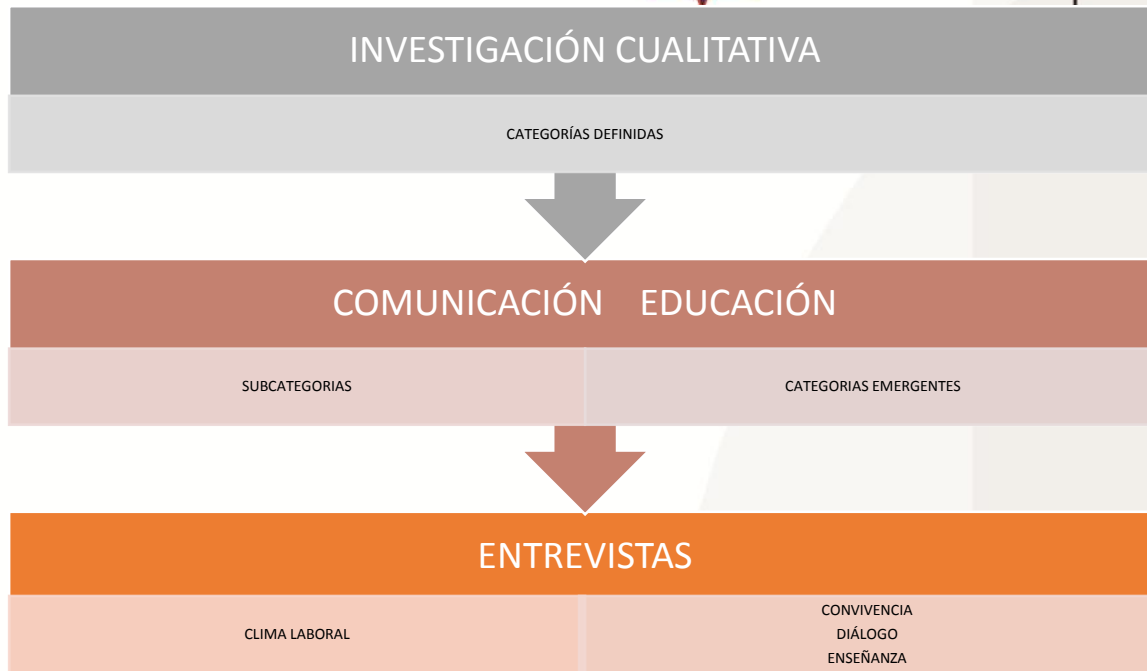 INVESTIGACIÓN CUALITATIVA
CATEGORÍAS DEFINIDAS
COMUNICACIÓN EDUCACIÓN
SUBCATEGORIAS
CATEGORIAS EMERGENTES
ENTREVISTAS
CLIMA LABORAL
CONVIVENCIA
DIÁLOGO
ENSEÑANZA